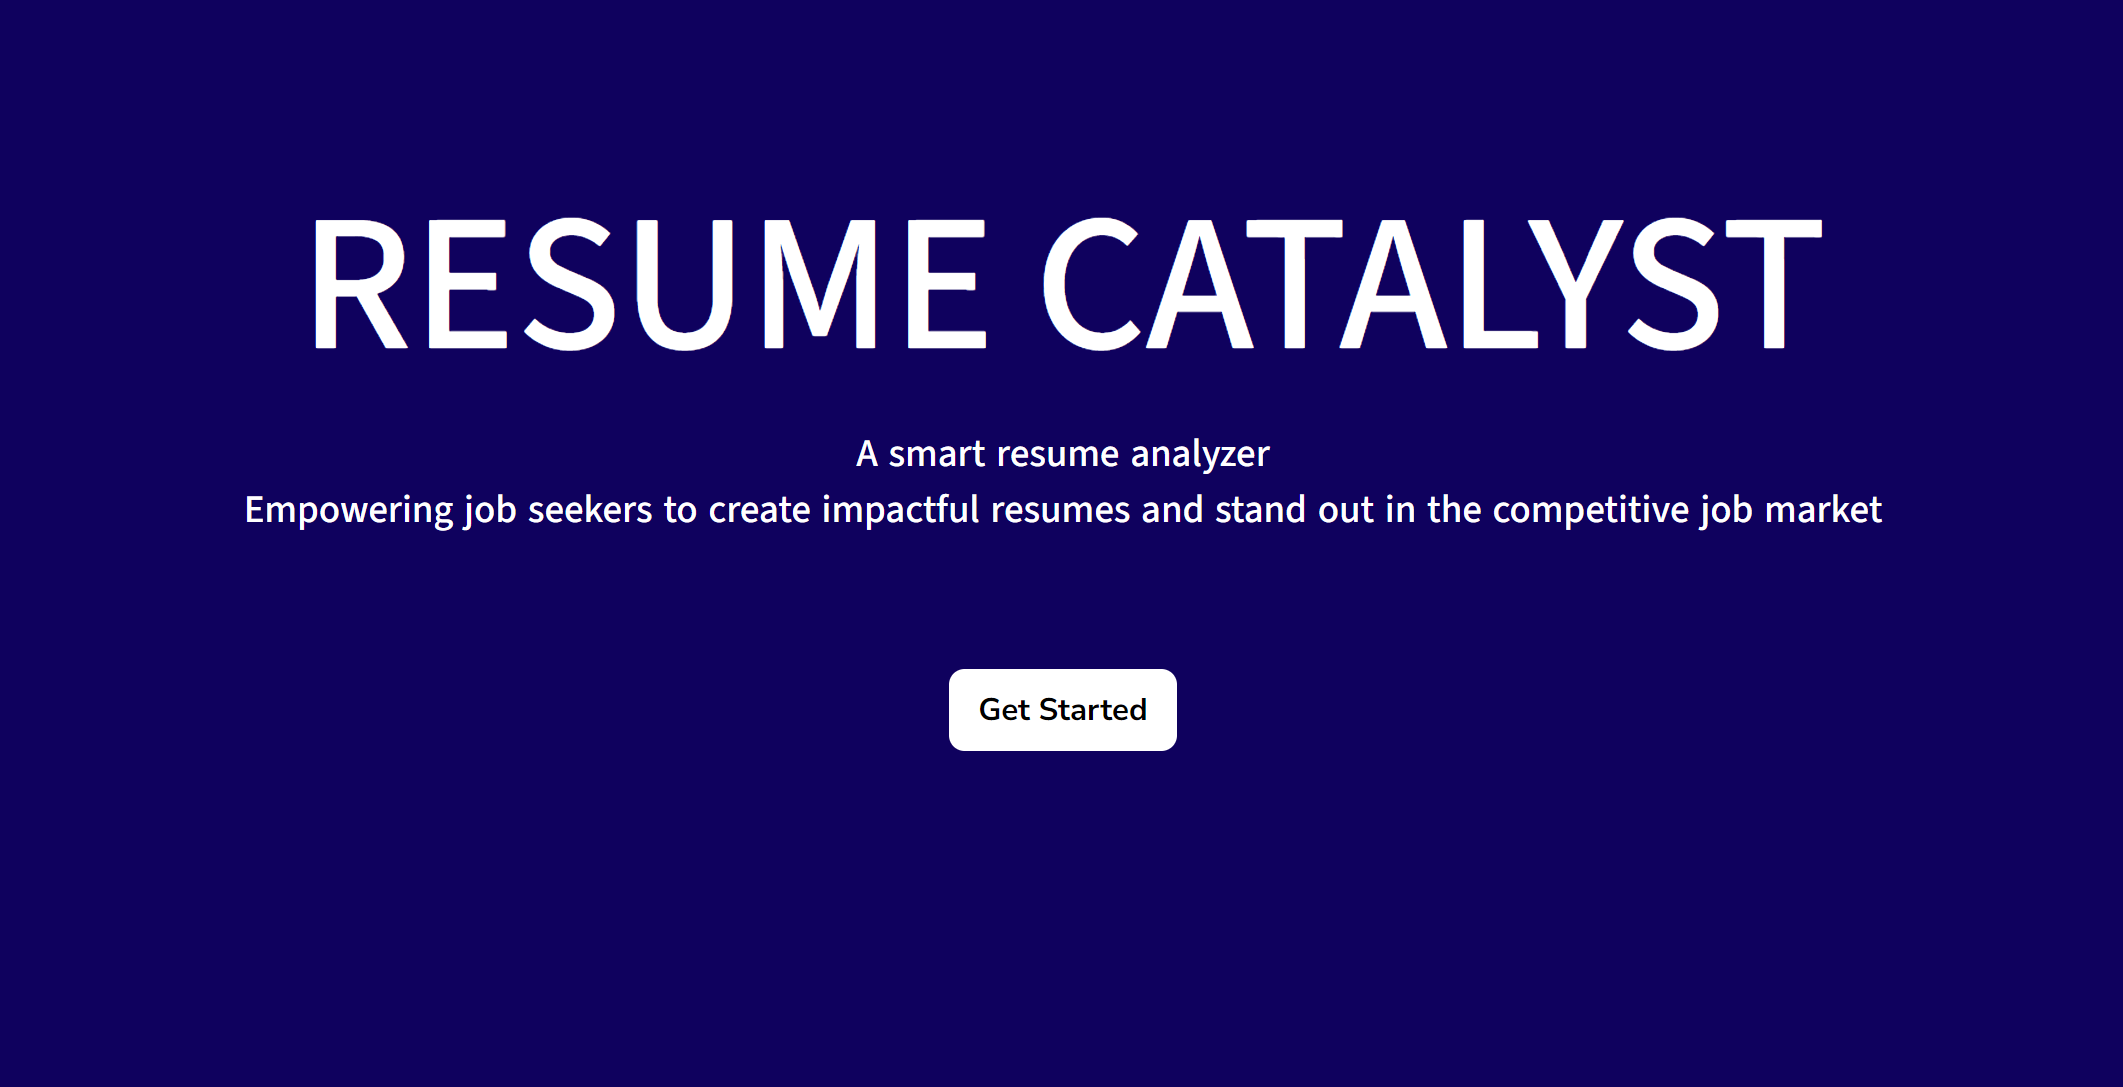 RESUME CATALYST
A smart resume analyzer
Empowering job seekers to create impactful resumes and stand out in the competitive job market
Get Started